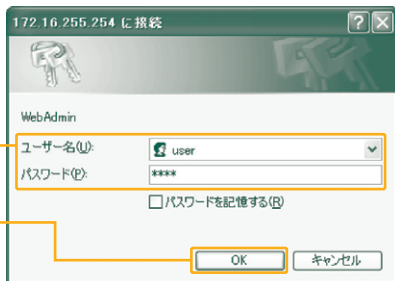 172.16.255.254 に接続
WebAdmin
ユーザー名(U):
user
パスワード(P):
****
パスワードを記憶する(R)
OK
キャンセル